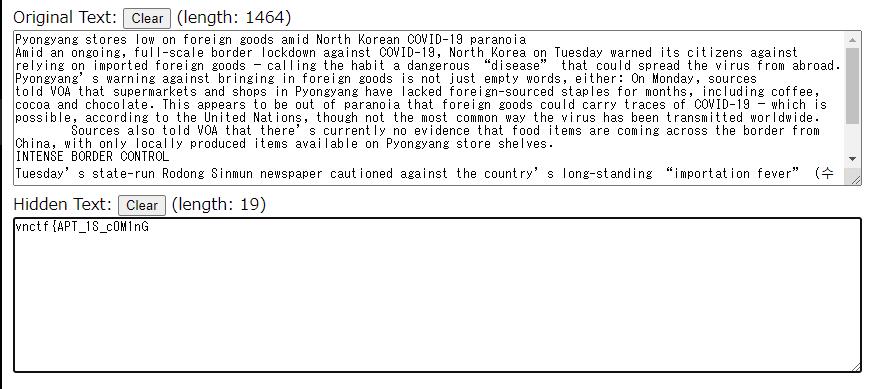 Original Text: Clear (length: 1464)
Pyongyang stores low on foreign goods amid North Korean COVID-19 paranoia
Amid an ongoing, full-scale border lockdown against COVID-19, North Korea on Tuesday warned its citizens against
relying on imported foreign goods — calling the habit a dangerous “disease” that could spread the virus from abroad.
Pyongyang’s warning against bringing in foreign goods is not just empty words, either: On Monday, sources
told VOA that supermarkets and shops in Pyongyang have lacked foreign-sourced staples for months, including coffee,
cocoa and chocolate. This appears to be out of paranoia that foreign goods could carry traces of COVID-19 — which is
possible, according to the United Nations, though not the most common way the virus has been transmitted worldwide.
Sources also told VOA that there’s currently no evidence that food items are coming across the border from
China, with only locally produced items available on Pyongyang store shelves.
INTENSE BORDER CONTROL
Tuesday’s state-run Rodong Sinmun newspaper cautioned against the country’s long-standing “importation fever” (수
Hidden Text: Clear (length: 19)
vnctf{APT_1S_c0M1nG